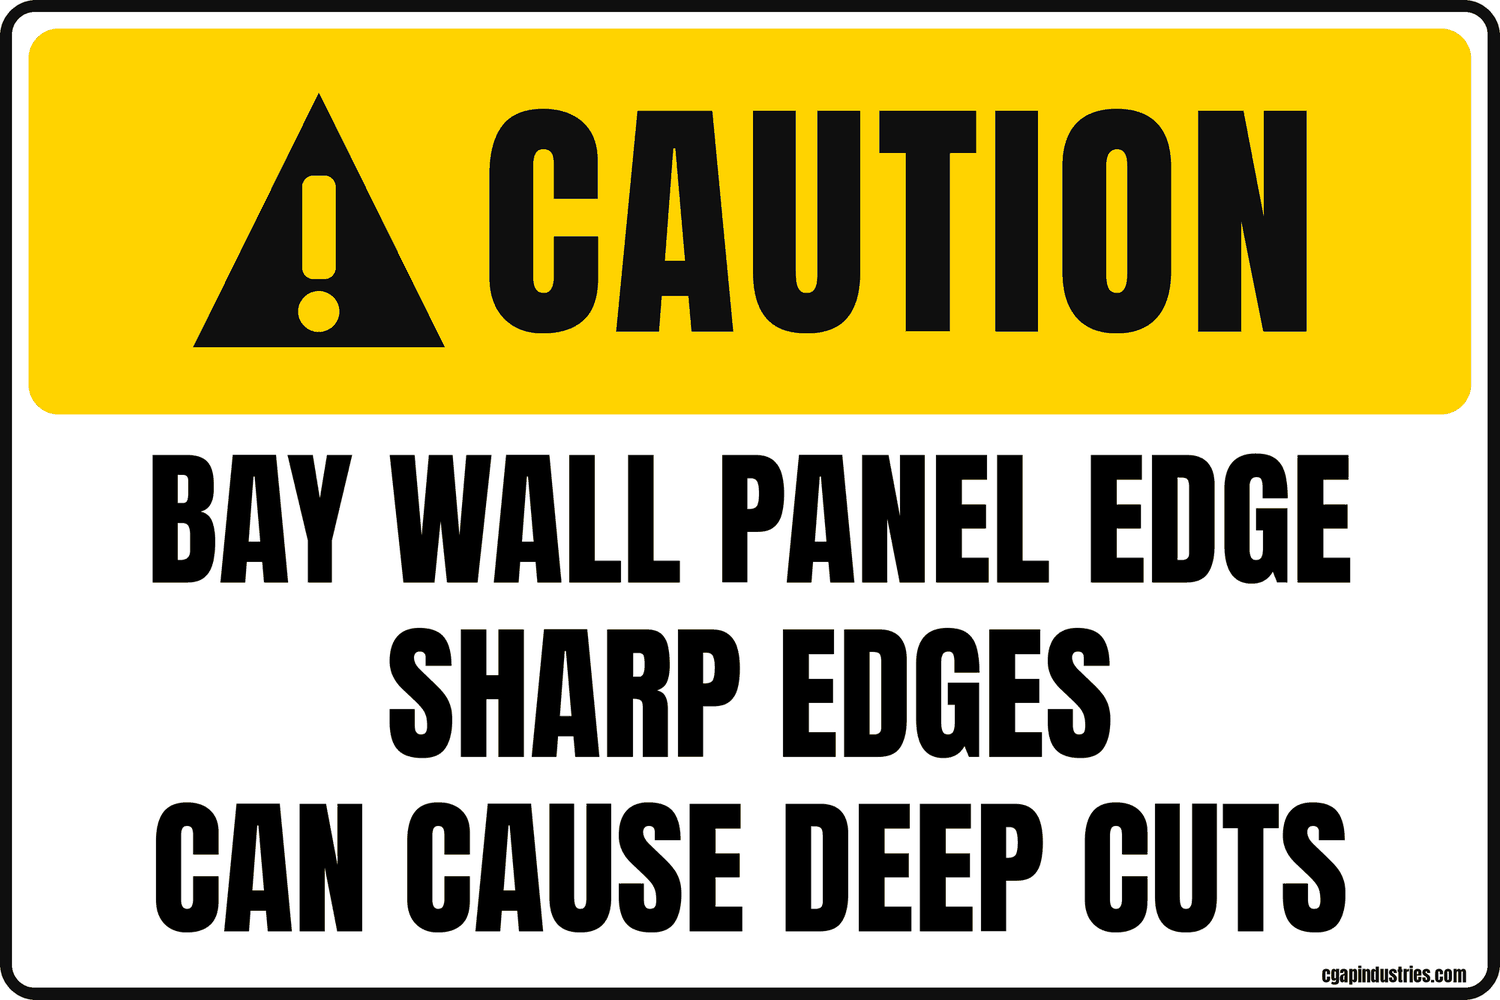 CAUTION
BAY WALL PANEL EDGE
SHARP EDGES
CAN CAUSE DEEP CUTS
cgapindustries.com